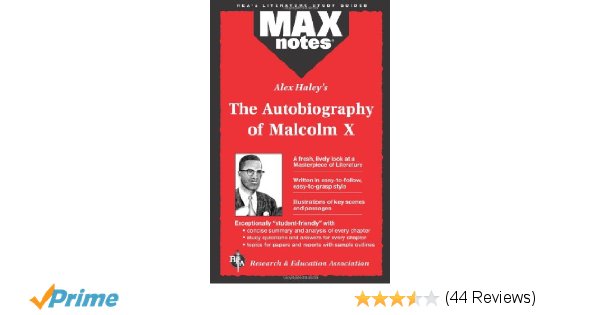 REA'S LITERATURE STUDY GUIDES
MAX
notes®
Alex Haley's
The Autobiography
of Malcolm X
A fresh, lively look at a
Masterpiece of Literature
Written in easy-to-follow,
easy-to-grasp style
Illustrations of key scenes
and passages
Exceptionally "student-friendly" with
• concise summary and analysis of every chapter
• study questions and answers for every chapter
• topics for papers and reports with sample outlines
REA Research & Education Association
Prime
(44 Reviews)